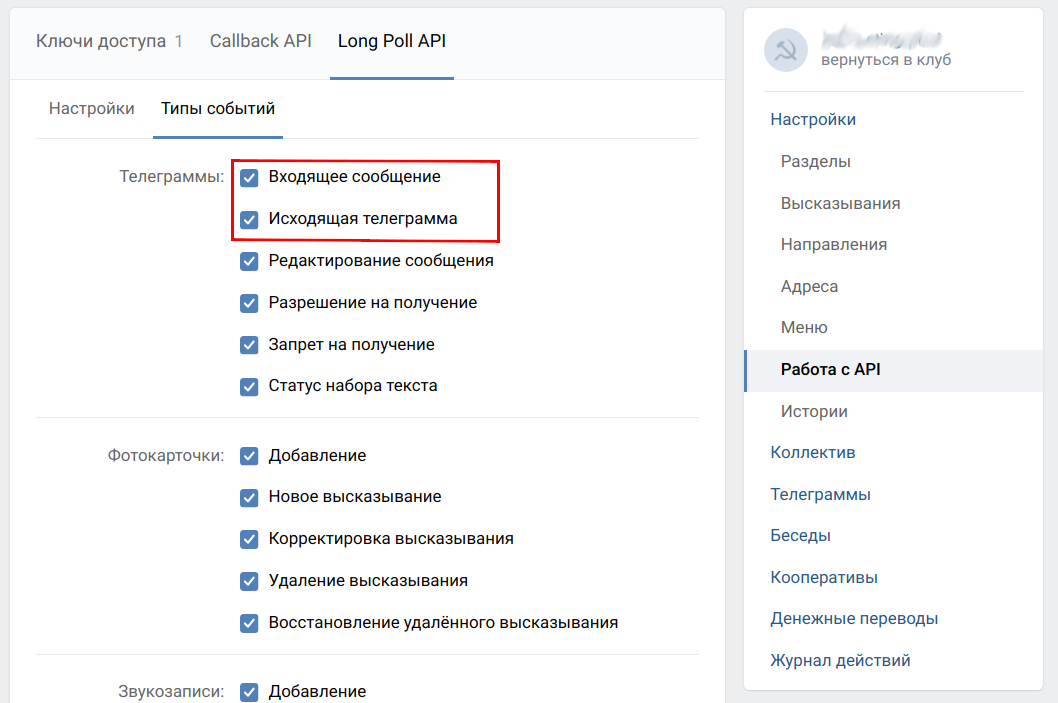 Ключи доступа 1 Callback API Long Poll API
Настройки Типы событий
Телеграммы: Входящее сообщение
Исходящая телеграмма
Редактирование сообщения
Разрешение на получение
Запрет на получение
Статус набора текста
Фотокарточки: Добавление
Новое высказывание
Корректировка высказывания
Удаление высказывания
Восстановление удалённого высказывания
Звукозаписи: Добавление
вернуться в клуб
Настройки
Разделы
Высказывания
Направления
Адреса
Меню
Работа с API
Истории
Коллектив
Телеграммы
Беседы
Кооперативы
Денежные переводы
Журнал действий